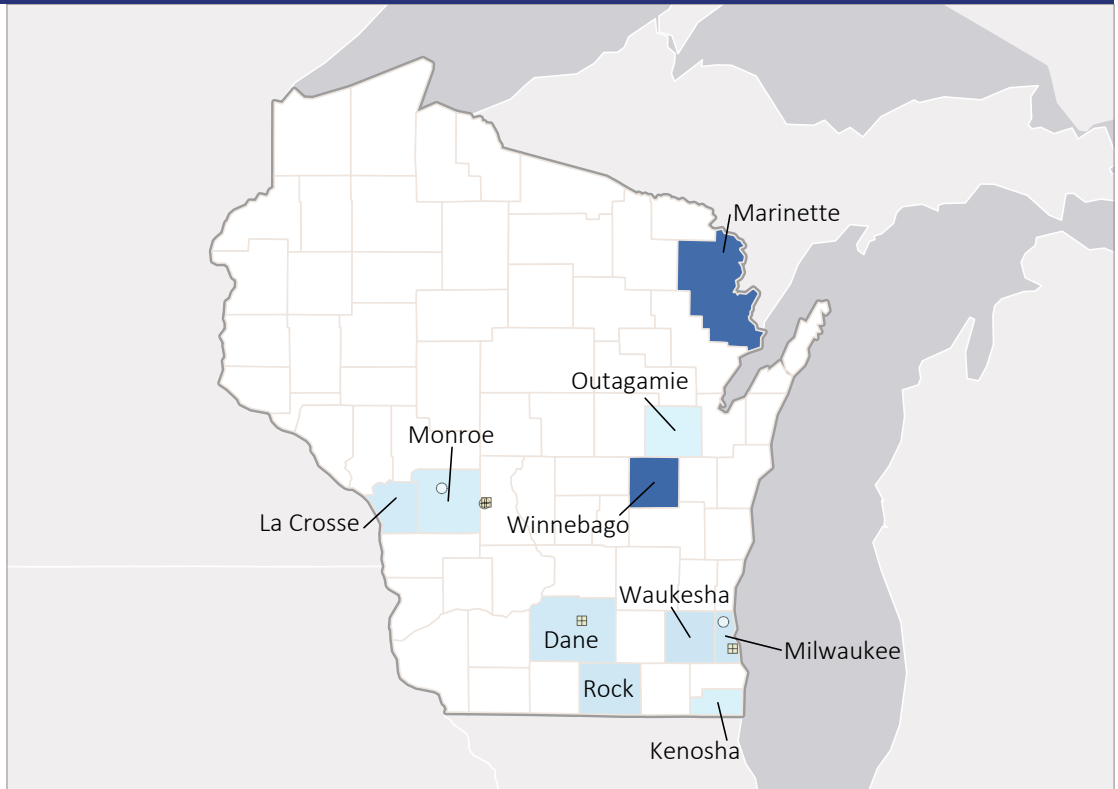 Marinette
Outagamie
Monroe
La Crosse
Winnebago
Waukesha
Dane
Milwaukee
Rock
Kenosha